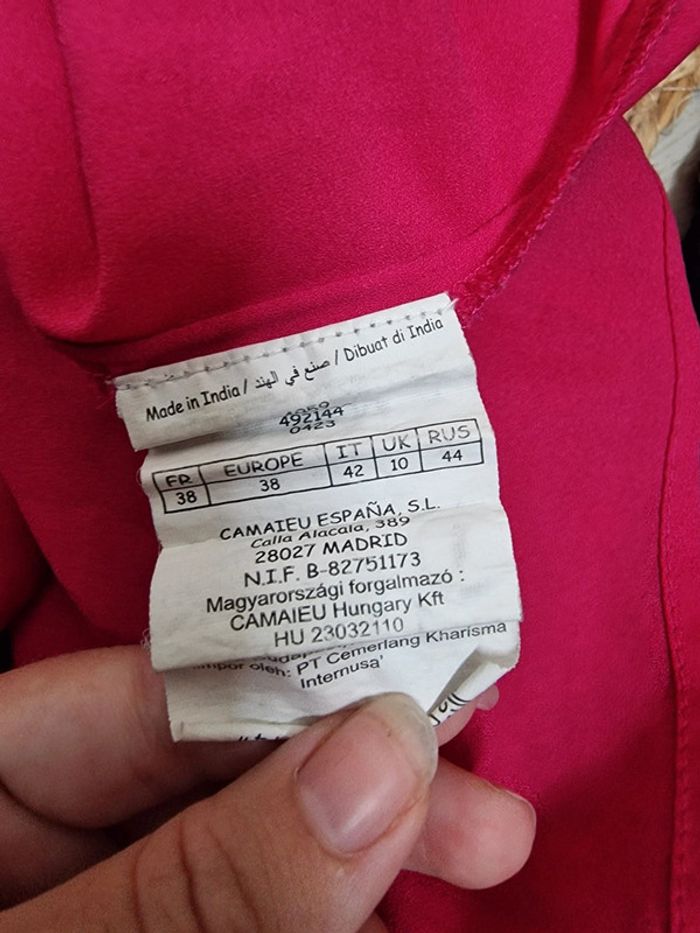 Made in India / صنع في الهند / Dibuat di India
492144
0423
FR EUROPE IT UK RUS
38 38 42 10 44
CAMAIEU ESPAÑA, S.L.
Calla Alacala, 389
28027 MADRID
N.I.F. B-82751173
Magyarországi forgalmazó :
CAMAIEU Hungary Kft
HU 23032110
oleh: PT Cemerlang Kharisma
Internusa'